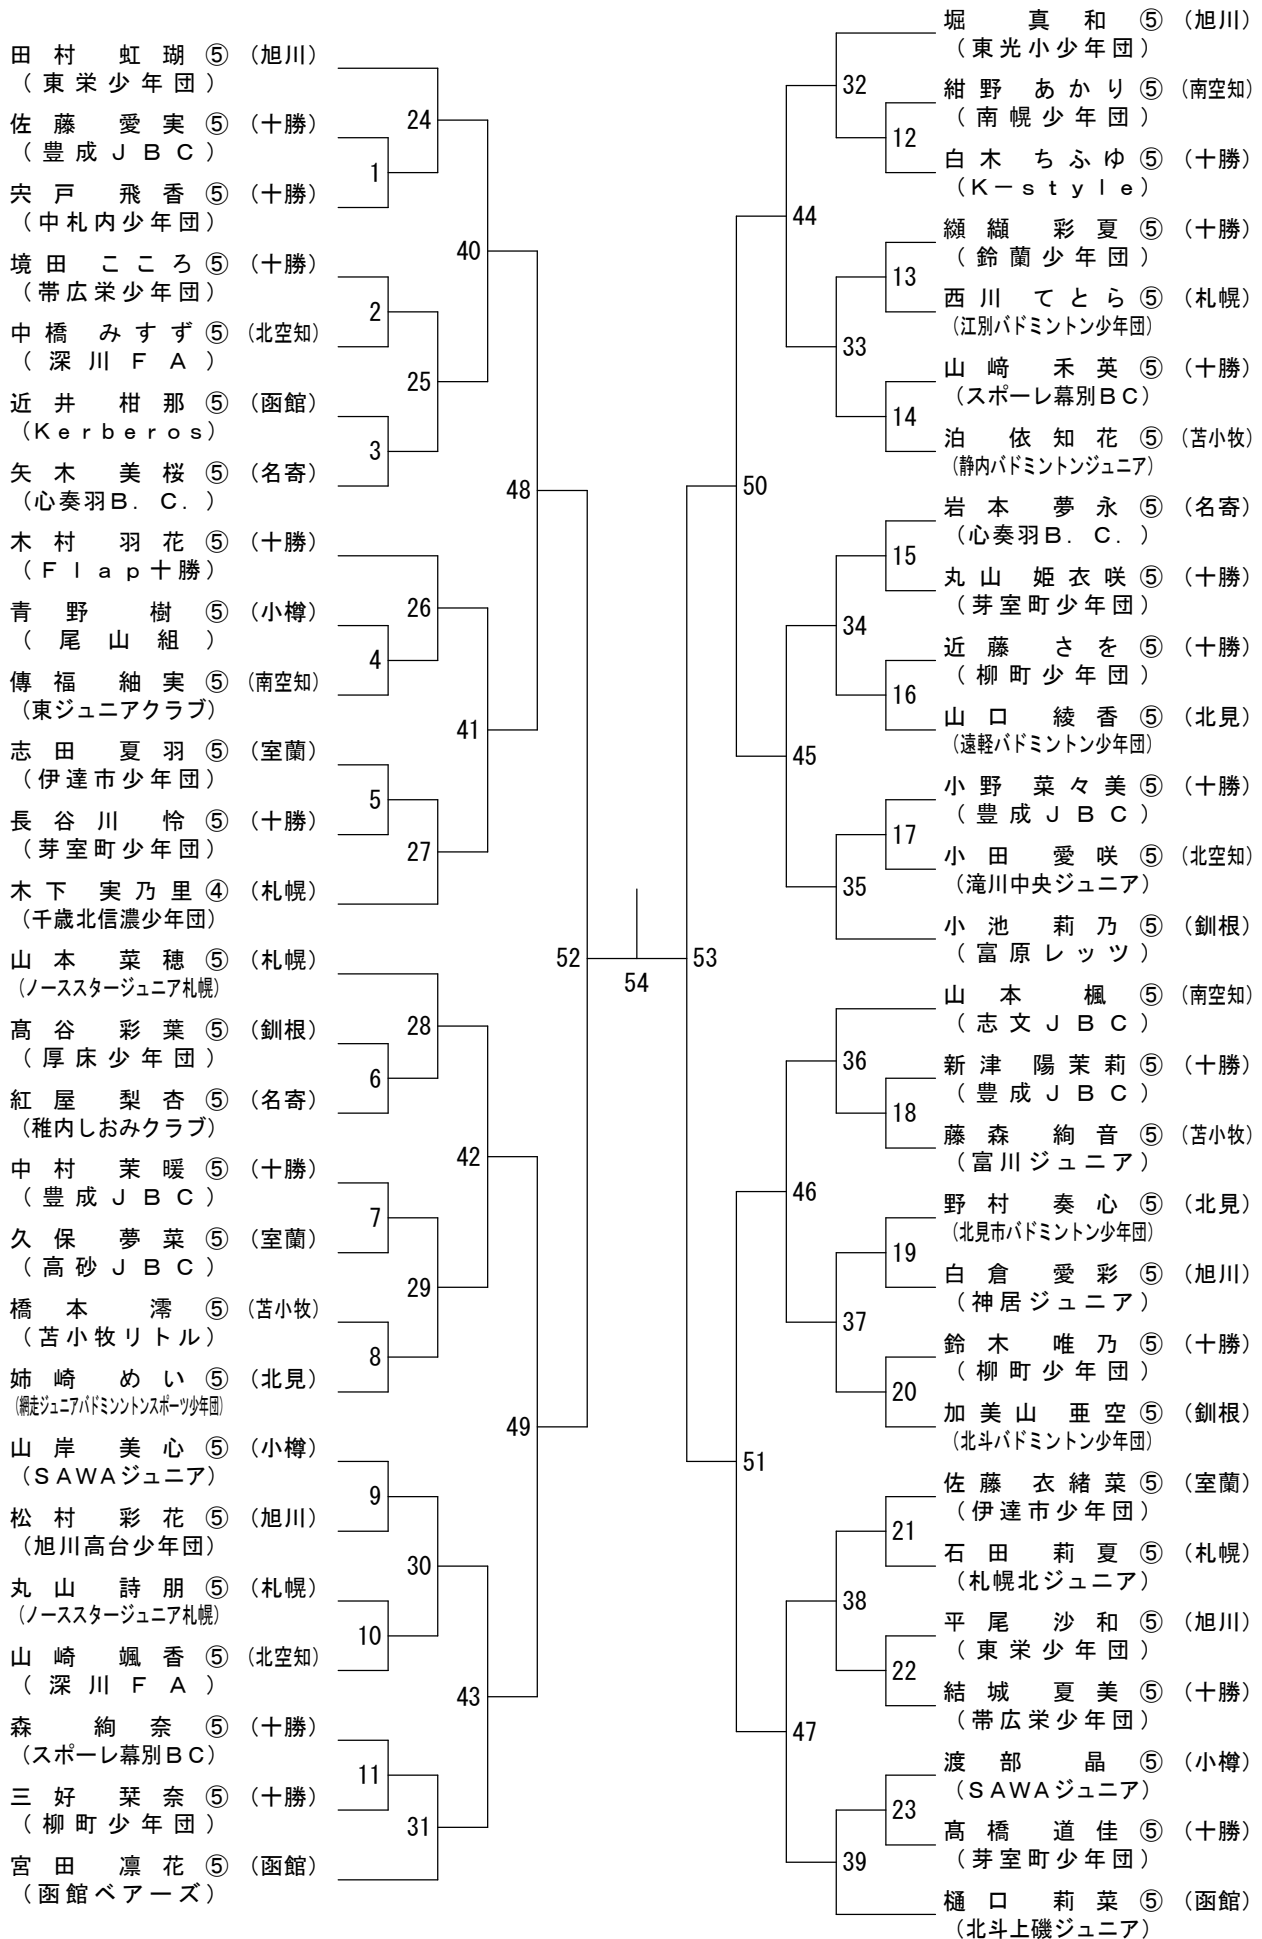 田村 虹瑚 ⑤ (旭川)
(東栄少年団)
佐藤 愛実 ⑤ (十勝)
(豊成JBC)
宍戸 飛香 ⑤ (十勝)
(中札内少年団)
境田 こころ ⑤ (十勝)
(帯広栄少年団)
中橋 みすず ⑤ (北空知)
(深川FA)
近井 柑那 ⑤ (函館)
(Kerberos)
矢木 美桜 ⑤ (名寄)
(心奏羽B.C.)
木村 羽花 ⑤ (十勝)
(Flap十勝)
青野 樹 ⑤ (小樽)
(尾山組)
傳福 紬実 ⑤ (南空知)
(東ジュニアクラブ)
志田 夏羽 ⑤ (室蘭)
(伊達市少年団)
長谷川 怜 ⑤ (十勝)
(芽室町少年団)
木下 実乃里 ④ (札幌)
(千歳北信濃少年団)
山本 菜穂 ⑤ (札幌)
(ノーススタージュニア札幌)
髙谷 彩葉 ⑤ (釧根)
(厚床少年団)
紅屋 梨杏 ⑤ (名寄)
(稚内しおみクラブ)
中村 茉暖 ⑤ (十勝)
(豊成JBC)
久保 夢菜 ⑤ (室蘭)
(高砂JBC)
橋本 澪 ⑤ (苫小牧)
(苫小牧リトル)
姉崎 めい ⑤ (北見)
(網走ジュニアバドミンントンスポーツ少年団)
山岸 美心 ⑤ (小樽)
(SAWAジュニア)
松村 彩花 ⑤ (旭川)
(旭川高台少年団)
丸山 詩朋 ⑤ (札幌)
(ノーススタージュニア札幌)
山崎 颯香 ⑤ (北空知)
(深川FA)
森 絢奈 ⑤ (十勝)
(スポーレ幕別BC)
三好 栞奈 ⑤ (十勝)
(柳町少年団)
宮田 凛花 ⑤ (函館)
(函館ベアーズ)
24
1
40
2
25
3
48
26
4
41
5
27
52
28
6
42
7
29
8
49
9
30
10
43
11
31
54
53
32
12
44
13
33
14
50
15
34
16
45
17
35
36
18
46
19
37
20
51
21
38
22
47
23
39
堀 真和 ⑤ (旭川)
(東光小少年団)
紺野 あかり ⑤ (南空知)
(南幌少年団)
白木 ちふゆ ⑤ (十勝)
(K-style)
纐纈 彩夏 ⑤ (十勝)
(鈴蘭少年団)
西川 てとら ⑤ (札幌)
(江別バドミントン少年団)
山﨑 禾英 ⑤ (十勝)
(スポーレ幕別BC)
泊 依知花 ⑤ (苫小牧)
(静内バドミントンジュニア)
岩本 夢永 ⑤ (名寄)
(心奏羽B.C.)
丸山 姫衣咲 ⑤ (十勝)
(芽室町少年団)
近藤 さを ⑤ (十勝)
(柳町少年団)
山口 綾香 ⑤ (北見)
(遠軽バドミントン少年団)
小野 菜々美 ⑤ (十勝)
(豊成JBC)
小田 愛咲 ⑤ (北空知)
(滝川中央ジュニア)
小池 莉乃 ⑤ (釧根)
(富原レッツ)
山本 楓 ⑤ (南空知)
(志文JBC)
新津 陽茉莉 ⑤ (十勝)
(豊成JBC)
藤森 絢音 ⑤ (苫小牧)
(富川ジュニア)
野村 奏心 ⑤ (北見)
(北見市バドミントン少年団)
白倉 愛彩 ⑤ (旭川)
(神居ジュニア)
鈴木 唯乃 ⑤ (十勝)
(柳町少年団)
加美山 亜空 ⑤ (釧根)
(北斗バドミントン少年団)
佐藤 衣緒菜 ⑤ (室蘭)
(伊達市少年団)
石田 莉夏 ⑤ (札幌)
(札幌北ジュニア)
平尾 沙和 ⑤ (旭川)
(東栄少年団)
結城 夏美 ⑤ (十勝)
(帯広栄少年団)
渡部 晶 ⑤ (小樽)
(SAWAジュニア)
髙橋 道佳 ⑤ (十勝)
(芽室町少年団)
樋口 莉菜 ⑤ (函館)
(北斗上磯ジュニア)